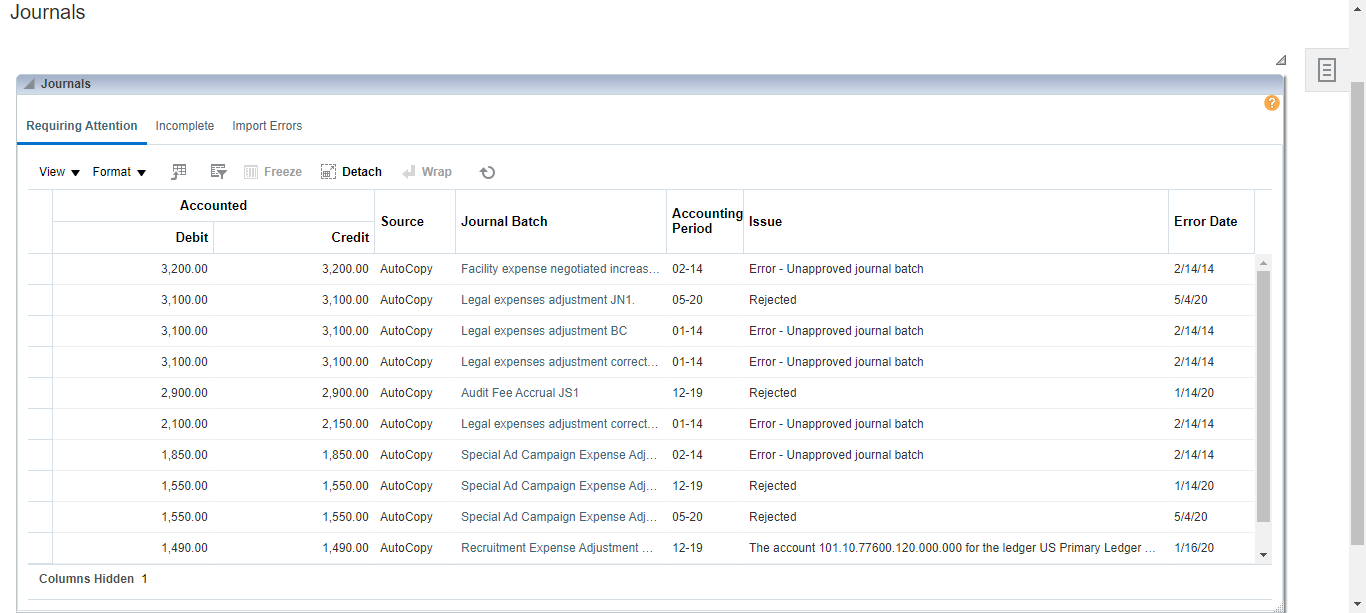 Journals
Journals
?
Requiring Attention Incomplete Import Errors
View Format Freeze Detach Wrap
Accounted
Debit Credit Source Journal Batch Accounting Period Issue Error Date
3,200.00 3,200.00 AutoCopy Facility expense negotiated increas... 02-14 Error - Unapproved journal batch 2/14/14
3,100.00 3,100.00 AutoCopy Legal expenses adjustment JN1. 05-20 Rejected 5/4/20
3,100.00 3,100.00 AutoCopy Legal expenses adjustment BC 01-14 Error - Unapproved journal batch 2/14/14
3,100.00 3,100.00 AutoCopy Legal expenses adjustment correct... 01-14 Error - Unapproved journal batch 2/14/14
2,900.00 2,900.00 AutoCopy Audit Fee Accrual JS1 12-19 Rejected 1/14/20
2,100.00 2,150.00 AutoCopy Legal expenses adjustment correct... 01-14 Error - Unapproved journal batch 2/14/14
1,850.00 1,850.00 AutoCopy Special Ad Campaign Expense Adj... 02-14 Error - Unapproved journal batch 2/14/14
1,550.00 1,550.00 AutoCopy Special Ad Campaign Expense Adj... 12-19 Rejected 1/14/20
1,550.00 1,550.00 AutoCopy Special Ad Campaign Expense Adj... 05-20 Rejected 5/4/20
1,490.00 1,490.00 AutoCopy Recruitment Expense Adjustment ... 12-19 The account 101.10.77600.120.000.000 for the ledger US Primary Ledger ... 1/16/20
Columns Hidden 1